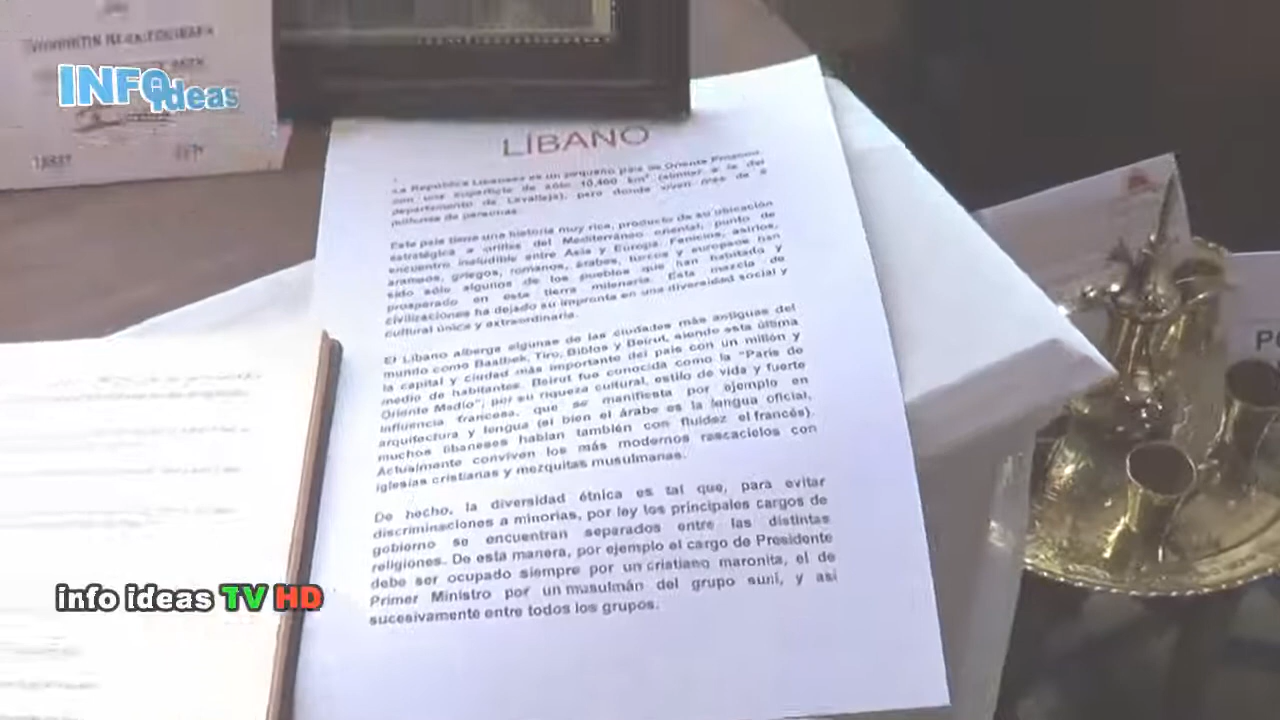 INFO
ideas
LÍBANO
La República Libanesa es un pequeño país de Oriente Próximo,
con una superficie de sólo 10,460 km² (similar a la del
departamento de Lavalleja), pero donde viven más de
millones de personas.
Este país tiene una historia muy rica, producto de su ubicación
estratégica a orillas del Mediterráneo oriental, punto de
encuentro ineludible entre Asia y Europa. Fenicios, asirios,
arameos, griegos, romanos, árabes, turcos y europeos han
sido sólo algunos de los pueblos que han habitado y
prosperado en esta tierra milenaria. Esta mezcla de
civilizaciones ha dejado su impronta en una diversidad social y
cultural única y extraordinaria.
El Líbano alberga algunas de las ciudades más antiguas del
mundo como Baalbek, Tiro, Biblos y Beirut, siendo esta última
la capital y ciudad más importante del país con un millón y
medio de habitantes. Beirut fue conocida como la "París de
Oriente Medio", por su riqueza cultural, estilo de vida y fuerte
influencia francesa, que se manifiesta por ejemplo en
arquitectura y lengua (si bien el árabe es la lengua oficial,
muchos libaneses hablan también con fluidez el francés).
Actualmente conviven los más modernos rascacielos con
iglesias cristianas y mezquitas musulmanas.
De hecho, la diversidad étnica es tal que, para evitar
discriminaciones a minorías, por ley los principales cargos de
gobierno se encuentran separados entre las distintas
religiones. De esta manera, por ejemplo el cargo de Presidente
debe ser ocupado siempre por un cristiano maronita, el de
Primer Ministro por un musulmán del grupo suní, y así
sucesivamente entre todos los grupos.
info ideas TV HD